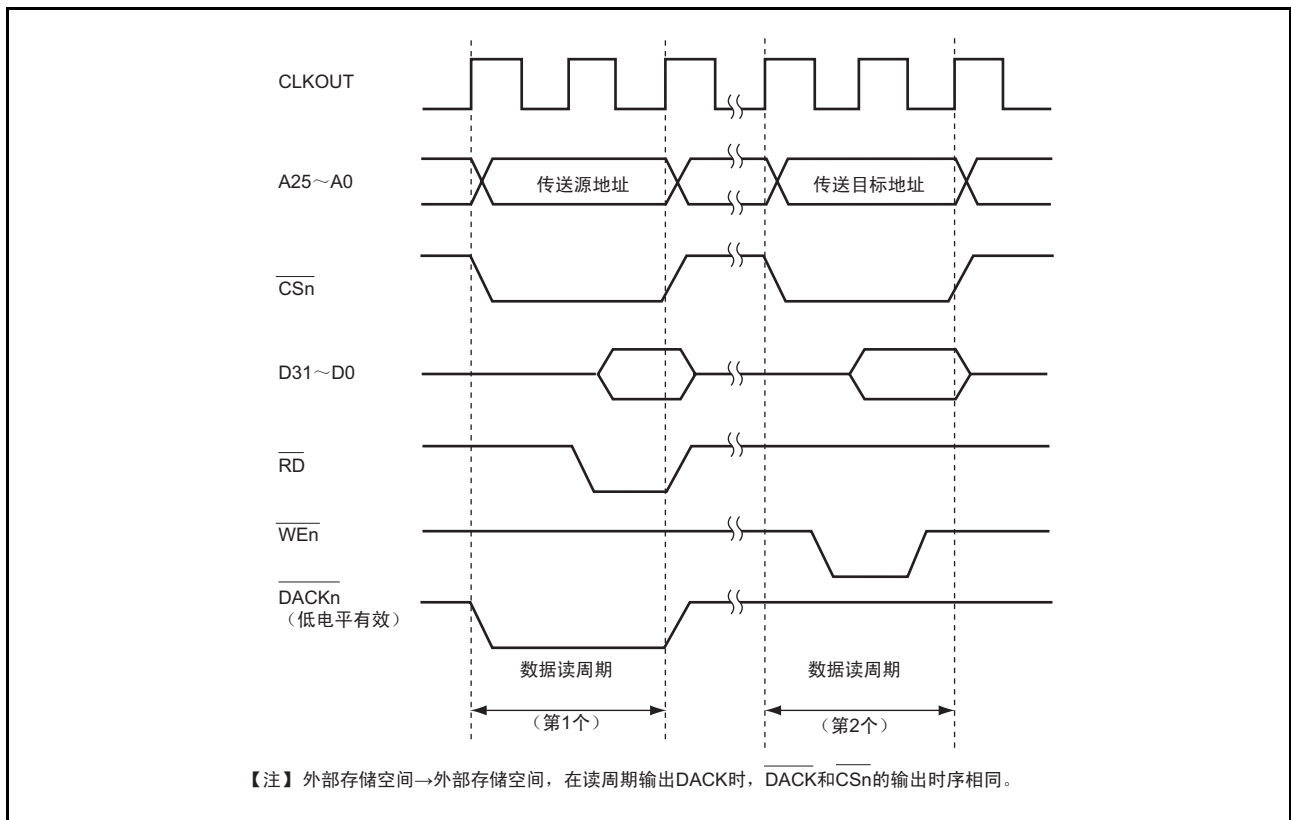 CLKOUT
A25～A0
传送源地址
传送目标地址
CSn
D31～D0
RD
WEn
DACKn
（低电平有效）
数据读周期
数据读周期
（第1个）
（第2个）
【注】 外部存储空间→外部存储空间，在读周期输出DACK时，DACK和CSn的输出时序相同。